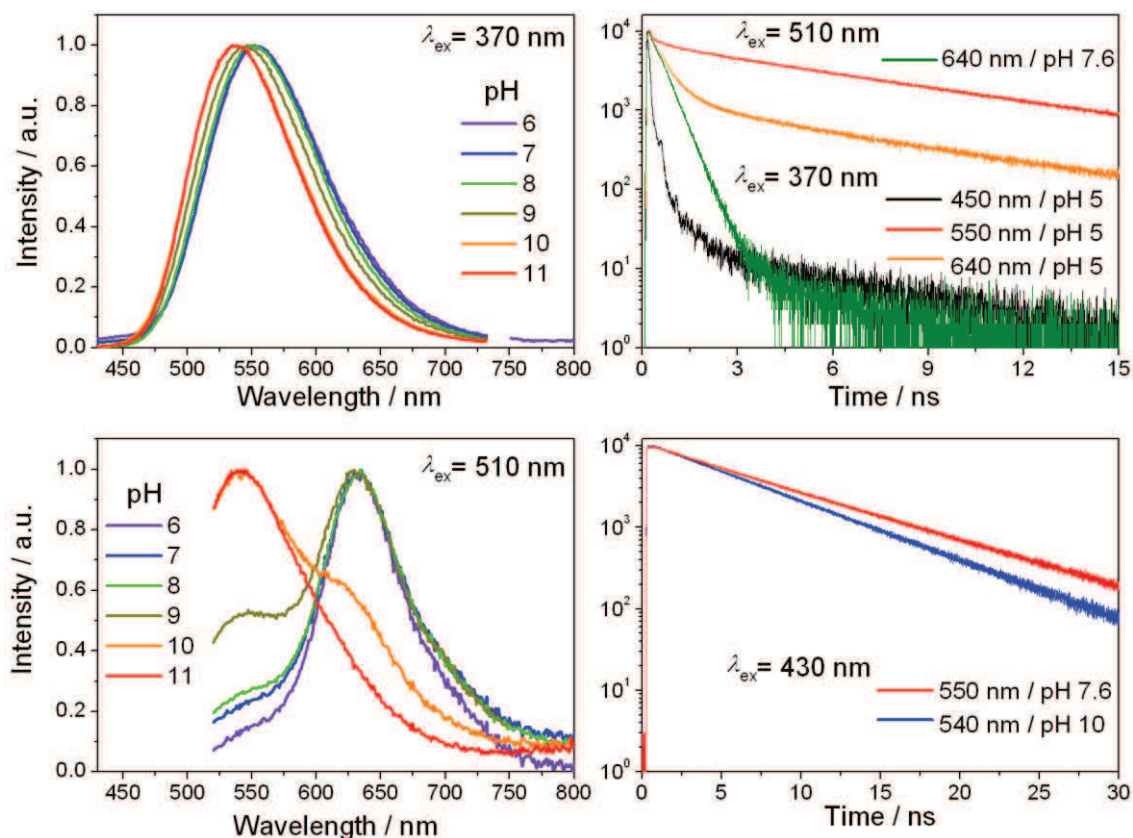 λex= 370 nm
pH
6
7
8
9
10
11
Intensity / a.u.
1.0
0.8
0.6
0.4
0.2
0.0
450 500 550 600 650 700 750 800
Wavelength / nm
λex= 510 nm
640 nm / pH 7.6
λex= 370 nm
450 nm / pH 5
550 nm / pH 5
640 nm / pH 5
10⁴
10³
10²
10¹
10⁰
0 3 6 9 12 15
Time / ns
λex= 510 nm
pH
6
7
8
9
10
11
Intensity / a.u.
1.0
0.8
0.6
0.4
0.2
0.0
450 500 550 600 650 700 750 800
Wavelength / nm
λex= 430 nm
550 nm / pH 7.6
540 nm / pH 10
10⁴
10³
10²
10¹
10⁰
0 5 10 15 20 25 30
Time / ns